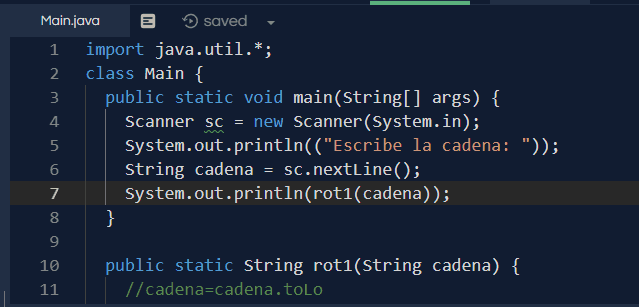 Main.java saved
1 import java.util.*;
2 class Main {
3 public static void main(String[] args) {
4 Scanner sc = new Scanner(System.in);
5 System.out.println(("Escribe la cadena: "));
6 String cadena = sc.nextLine();
7 System.out.println(rot1(cadena));
8 }
9
10 public static String rot1(String cadena) {
11 //cadena=cadena.toLo